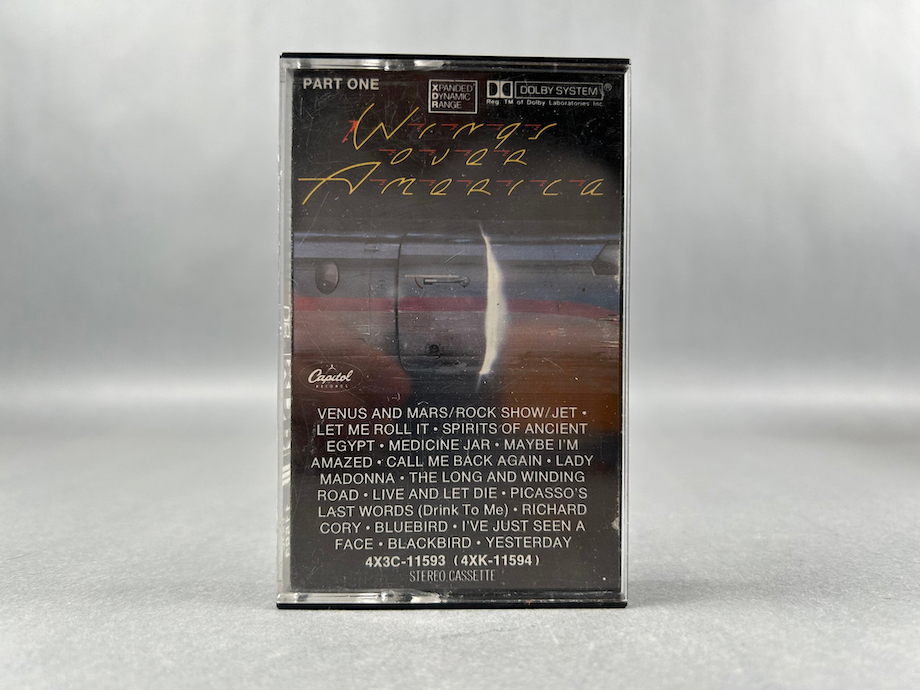 PART ONE
XPANDED
DYNAMIC
RANGE
DOLBY SYSTEM®
Reg. TM of Dolby Laboratories Inc.
Wings
over
America
Capitol
RECORDS
VENUS AND MARS/ROCK SHOW/JET •
LET ME ROLL IT • SPIRITS OF ANCIENT
EGYPT • MEDICINE JAR • MAYBE I'M
AMAZED • CALL ME BACK AGAIN • LADY
MADONNA • THE LONG AND WINDING
ROAD • LIVE AND LET DIE • PICASSO'S
LAST WORDS (Drink To Me) • RICHARD
CORY • BLUEBIRD • I'VE JUST SEEN A
FACE • BLACKBIRD • YESTERDAY
4X3C-11593 (4XK-11594)
STEREO CASSETTE